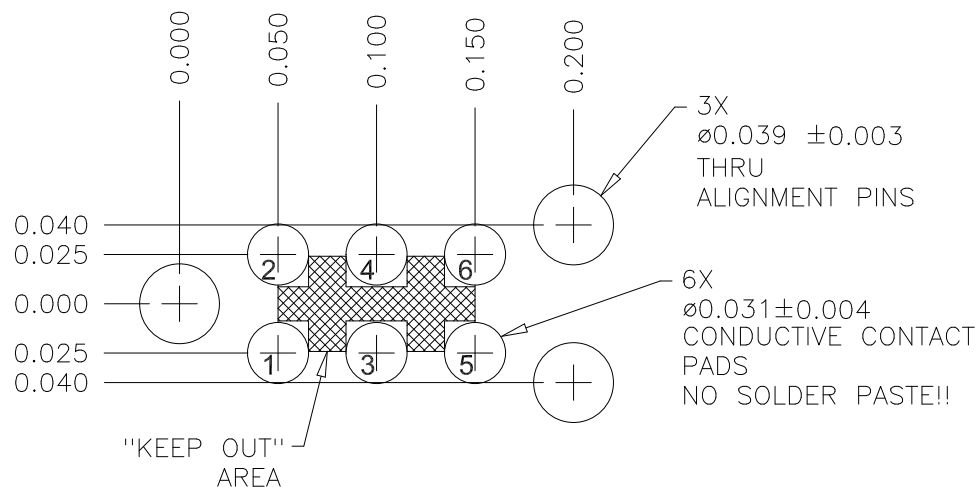 0.000
0.050
0.100
0.150
0.200
3X
⌀0.039 ±0.003
THRU
ALIGNMENT PINS
0.040
0.025
0.000
0.025
0.040
2
4
6
1
3
5
6X
⌀0.031±0.004
CONDUCTIVE CONTACT
PADS
NO SOLDER PASTE!!
"KEEP OUT"
AREA